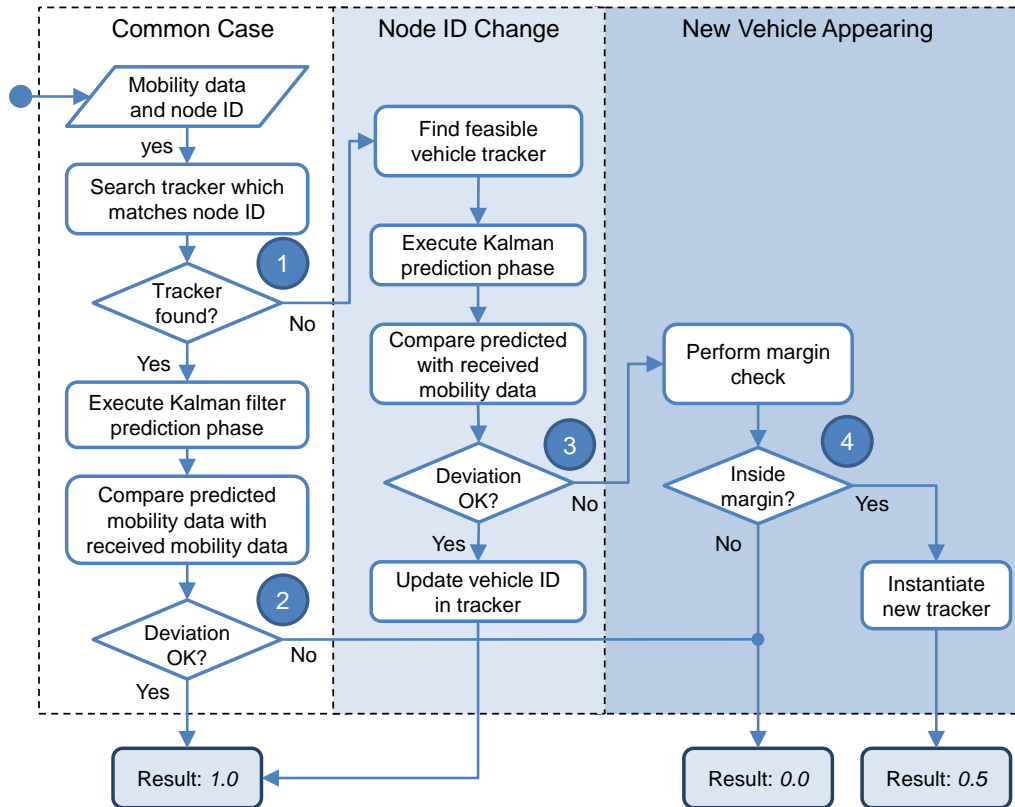 Common Case
Node ID Change
New Vehicle Appearing
Mobility data
and node ID
yes
Search tracker which
matches node ID
1
Tracker
found?
No
Yes
Execute Kalman filter
prediction phase
Compare predicted
mobility data with
received mobility data
2
Deviation
OK?
No
Yes
Find feasible
vehicle tracker
Execute Kalman
prediction phase
Compare predicted
with received
mobility data
3
Deviation
OK?
No
Yes
Update vehicle ID
in tracker
Perform margin
check
4
Inside
margin?
Yes
No
Instantiate
new tracker
Result: 1.0
Result: 0.0
Result: 0.5